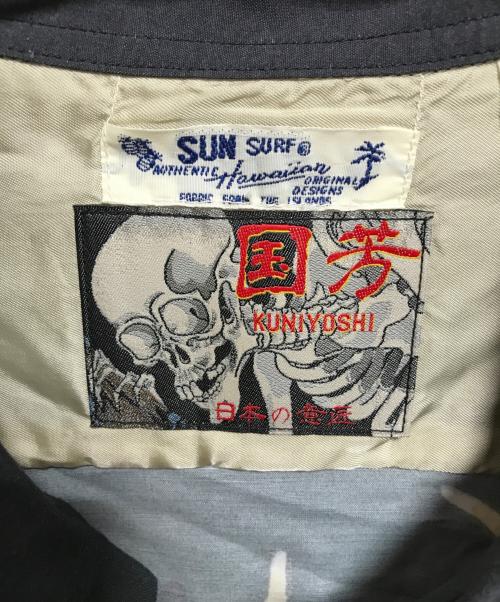 SUN SURF®
AUTHENTIC Hawaiian ORIGINAL
DESIGNS
FABRIC FROM THE ISLANDS
国芳
KUNIYOSHI
日本の意匠